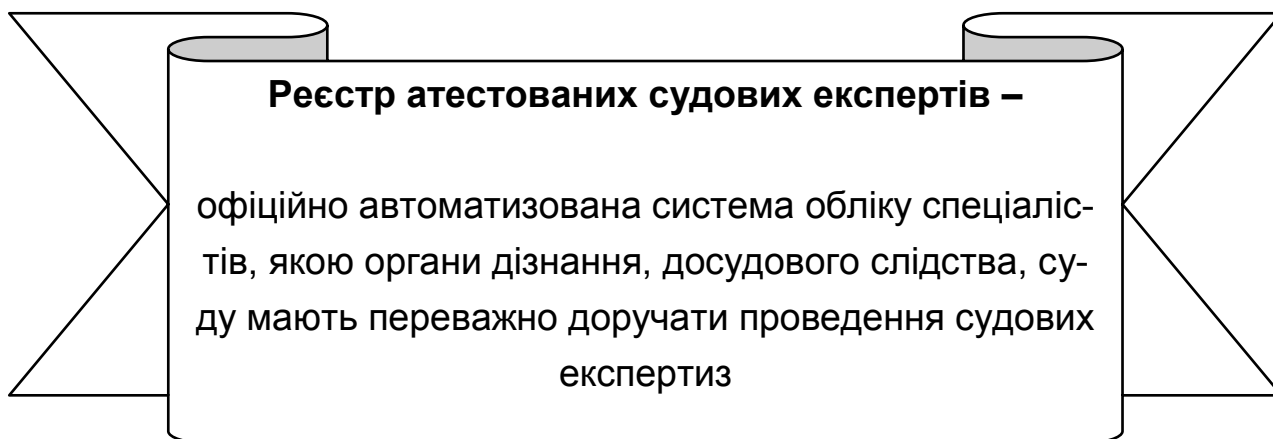 Реєстр атестованих судових експертів –
офіційно автоматизована система обліку спеціаліс-
тів, якою органи дізнання, досудового слідства, су-
ду мають переважно доручати проведення судових
експертиз